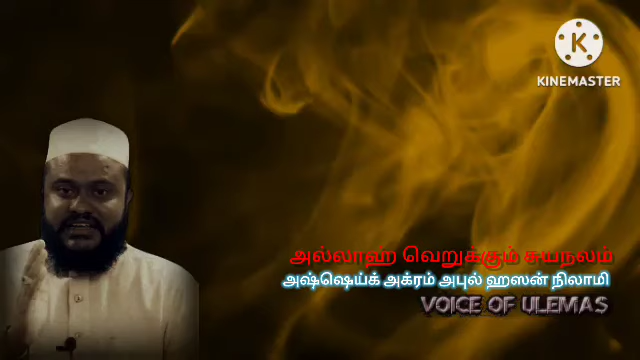 KINEMASTER
அல்லாஹ் வெறுக்கும் சுயநலம்
அஷ்ஷெய்க் அக்ரம் அபுல் ஹஸன் நிலாமி
VOICE OF ULEMAS